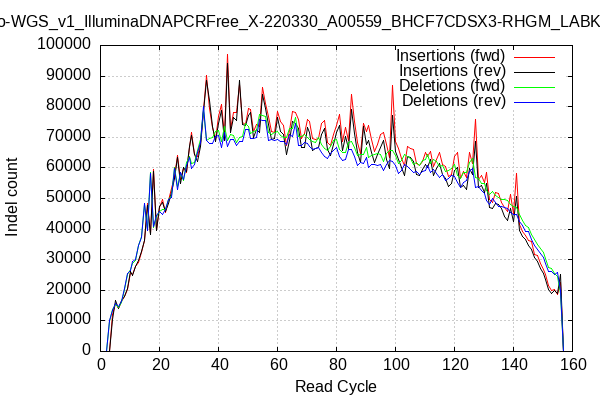 o-WGS_v1_IlluminaDNAPCRFree_X-220330_A00559_BHCF7CDSX3-RHGM_LABK
Insertions (fwd)
Insertions (rev)
Deletions (fwd)
Deletions (rev)
100000
90000
80000
70000
60000
50000
40000
30000
20000
10000
0
Indel count
0 20 40 60 80 100 120 140 160
Read Cycle